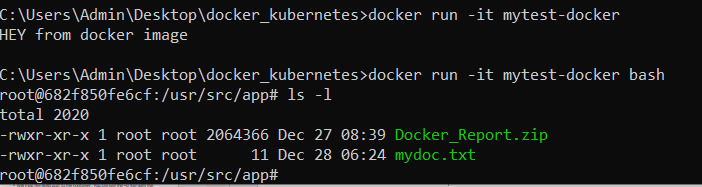 C:\Users\Admin\Desktop\docker_kubernetes>docker run -it mytest-docker
HEY from docker image
C:\Users\Admin\Desktop\docker_kubernetes>docker run -it mytest-docker bash
root@682f850fe6cf:/usr/src/app# ls -l
total 2020
-rwxr-xr-x 1 root root 2064366 Dec 27 08:39 Docker_Report.zip
-rwxr-xr-x 1 root root      11 Dec 28 06:24 mydoc.txt
root@682f850fe6cf:/usr/src/app#